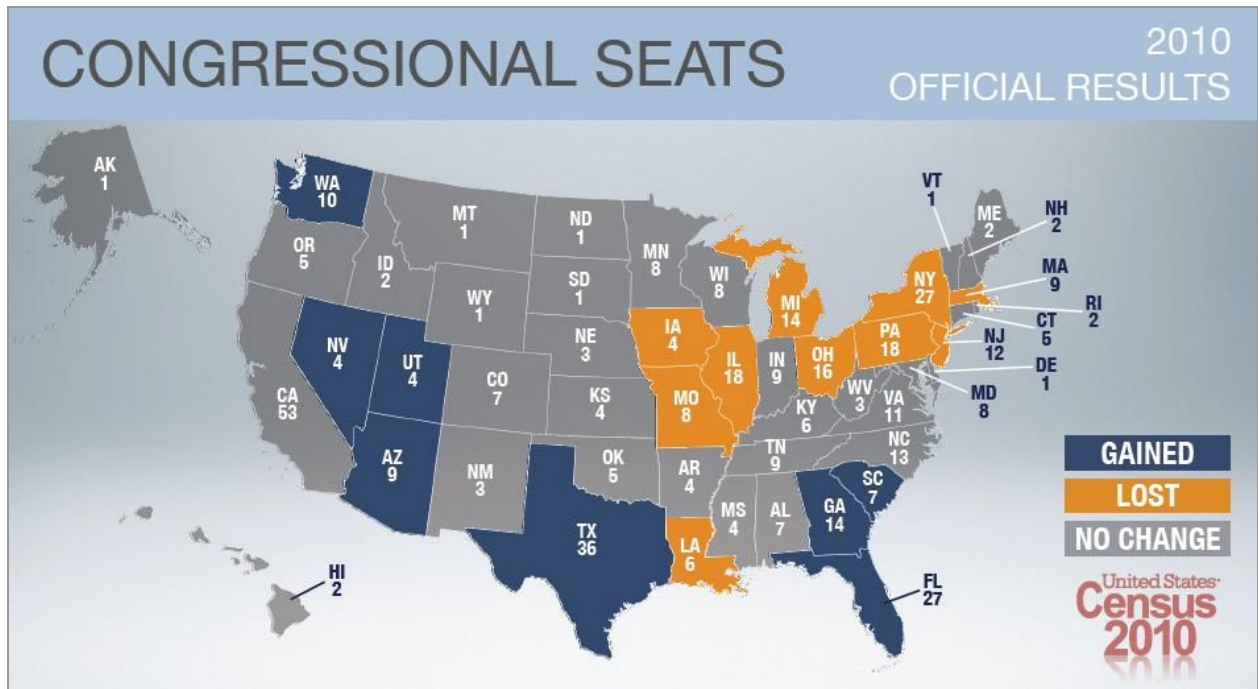 CONGRESSIONAL SEATS
2010
OFFICIAL RESULTS
AK
1
WA
10
OR
5
CA
53
NV
4
ID
2
MT
1
WY
1
UT
4
AZ
9
CO
7
NM
3
ND
1
SD
1
NE
3
KS
4
OK
5
TX
36
MN
8
IA
4
MO
8
AR
4
LA
6
WI
8
IL
18
MI
14
IN
9
OH
16
KY
6
TN
9
MS
4
AL
7
GA
14
FL
27
SC
7
NC
13
VA
11
WV
3
PA
18
NY
27
VT
1
ME
2
NH
2
MA
9
RI
2
CT
5
NJ
12
DE
1
MD
8
HI
2
GAINED
LOST
NO CHANGE
United States
Census
2010